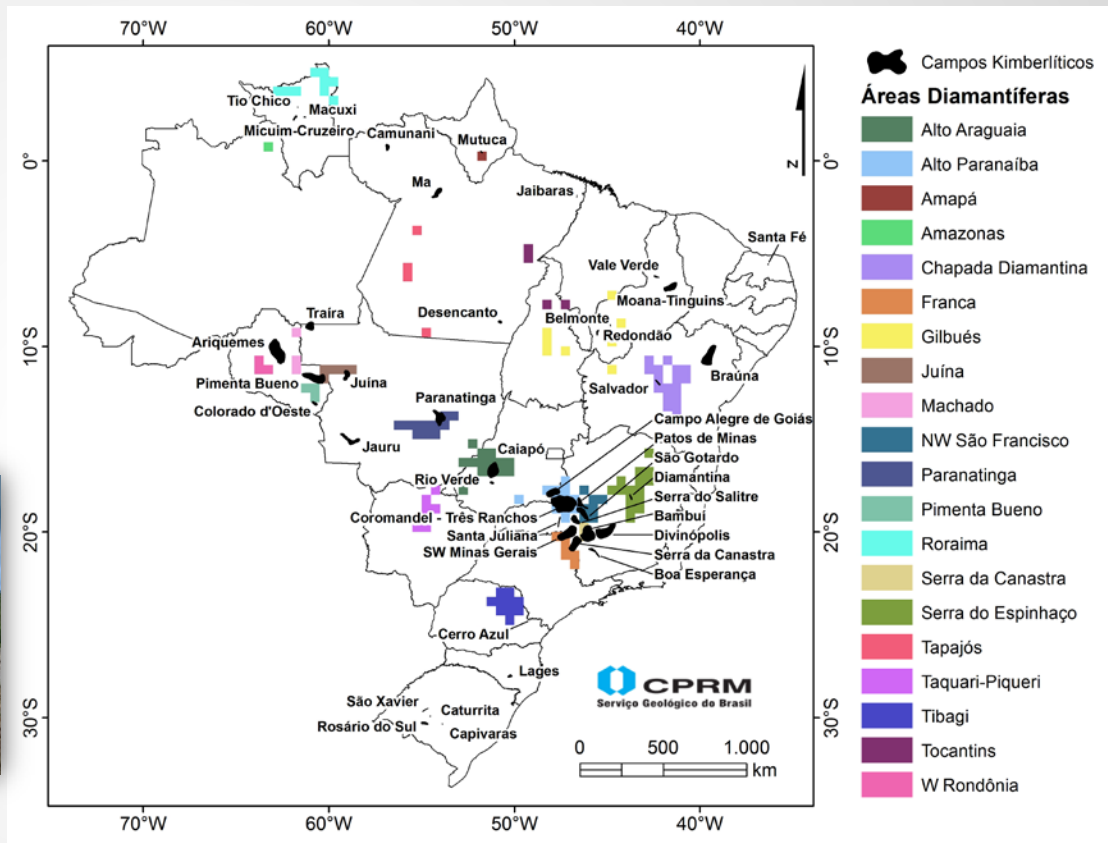 70°W
60°W
50°W
40°W
0°
10°S
20°S
30°S
0°
10°S
20°S
30°S
70°W
60°W
50°W
40°W
N
Tio Chico
Macuxi
Micuim-Cruzeiro
Camunani
Mutuca
Ma
Jaibaras
Santa Fé
Vale Verde
Moana-Tinguins
Desencanto
Belmonte
Redondão
Traira
Ariquemes
Braúna
Pimenta Bueno
Juína
Salvador
Colorado d'Oeste
Paranatinga
Campo Alegre de Goiás
Jauru
Caiapó
Patos de Minas
São Gotardo
Rio Verde
Diamantina
Serra do Salitre
Coromandel - Três Ranchos
Bambuí
Santa Juliana
Divinópolis
SW Minas Gerais
Serra da Canastra
Boa Esperança
Cerro Azul
Lages
São Xavier
Caturrita
Rosário do Sul
Capivaras
CPRM
Serviço Geológico do Brasil
0 500 1.000
km
Campos Kimberlíticos
Áreas Diamantíferas
Alto Araguaia
Alto Paranaíba
Amapá
Amazonas
Chapada Diamantina
Franca
Gilbués
Juína
Machado
NW São Francisco
Paranatinga
Pimenta Bueno
Roraima
Serra da Canastra
Serra do Espinhaço
Tapajós
Taquari-Piqueri
Tibagi
Tocantins
W Rondônia